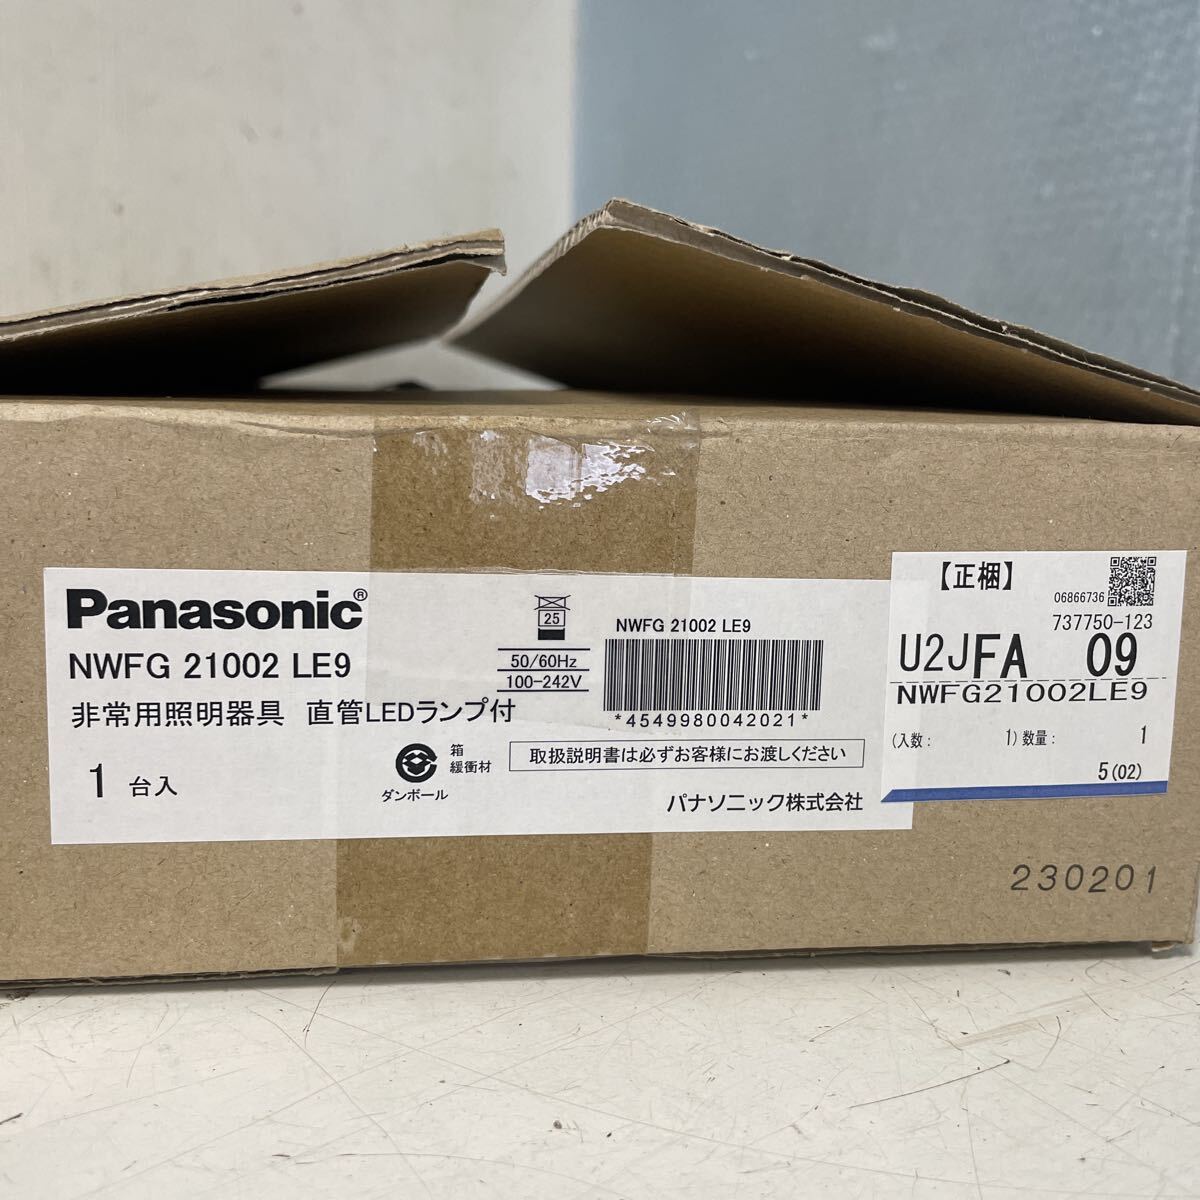 Panasonic®
NWFG 21002 LE9
非常用照明器具 直管LEDランプ付
1 台入
25
50/60Hz
100-242V
NWFG 21002 LE9
*4549980042021*
箱
緩衝材
ダンボール
取扱説明書は必ずお客様にお渡しください
パナソニック株式会社
【正梱】
06866736
737750-123
U2JFA 09
NWFG21002LE9
(入数: 1) 数量: 1
5(02)
230201